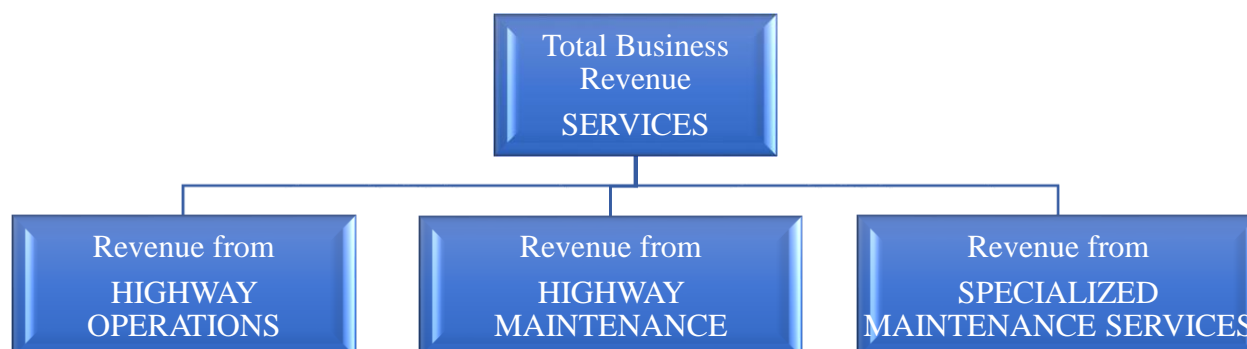 Total Business
Revenue
SERVICES
Revenue from
HIGHWAY
OPERATIONS
Revenue from
HIGHWAY
MAINTENANCE
Revenue from
SPECIALIZED
MAINTENANCE SERVICES